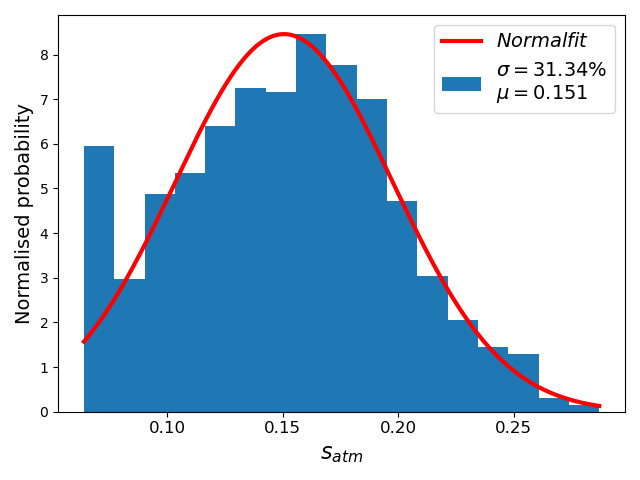 Normalfit
σ = 31.34%
μ = 0.151
Normalised probability
8
7
6
5
4
3
2
1
0
0.10 0.15 0.20 0.25
s_atm